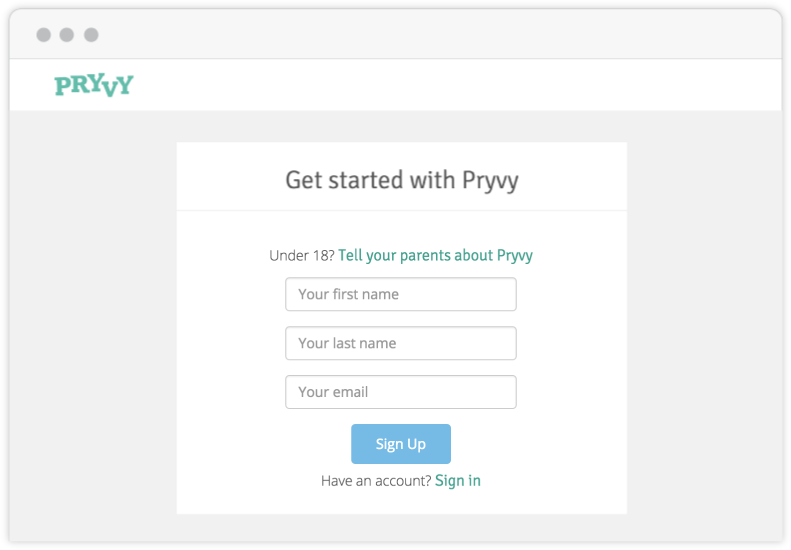 PRYVY
Get started with Pryvy
Under 18? Tell your parents about Pryvy
Your first name
Your last name
Your email
Sign Up
Have an account? Sign in